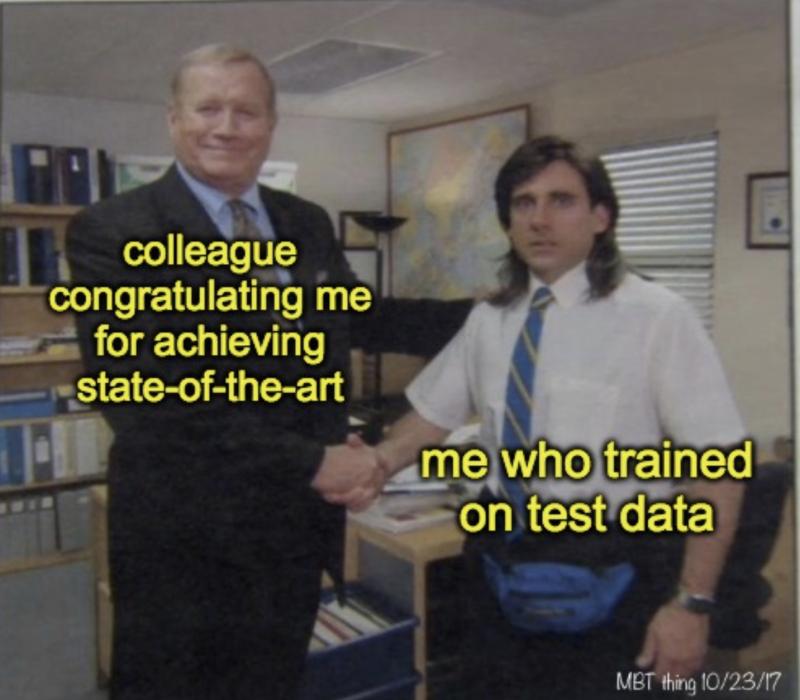 colleague
congratulating me
for achieving
state-of-the-art
me who trained
on test data
MBT thing 10/23/17